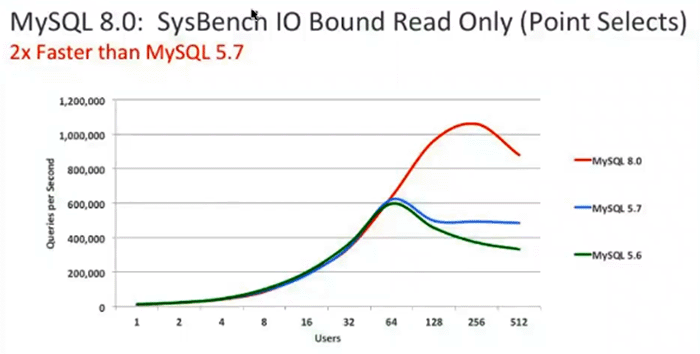 MySQL 8.0: SysBench IO Bound Read Only (Point Selects)
2x Faster than MySQL 5.7
1,200,000
1,000,000
800,000
600,000
400,000
200,000
0
Queries per Second
1 2 4 8 16 32 64 128 256 512
Users
MySQL 8.0
MySQL 5.7
MySQL 5.6